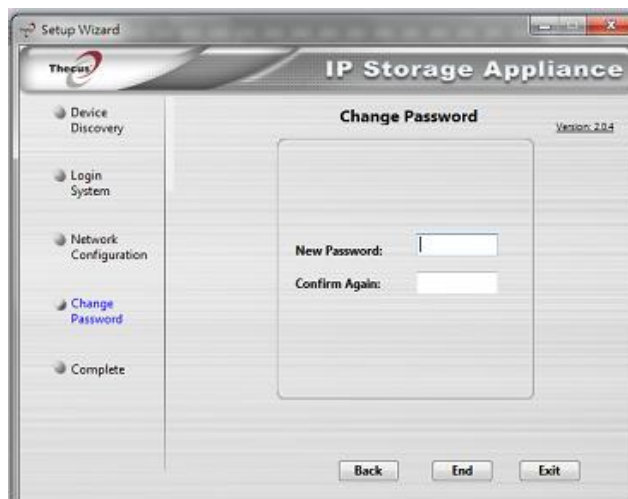 Setup Wizard
Thecus
IP Storage Appliance
Device
Discovery
Login
System
Network
Configuration
Change
Password
Complete
Change Password
Version: 2.0.4
New Password:
Confirm Again:
Back
End
Exit